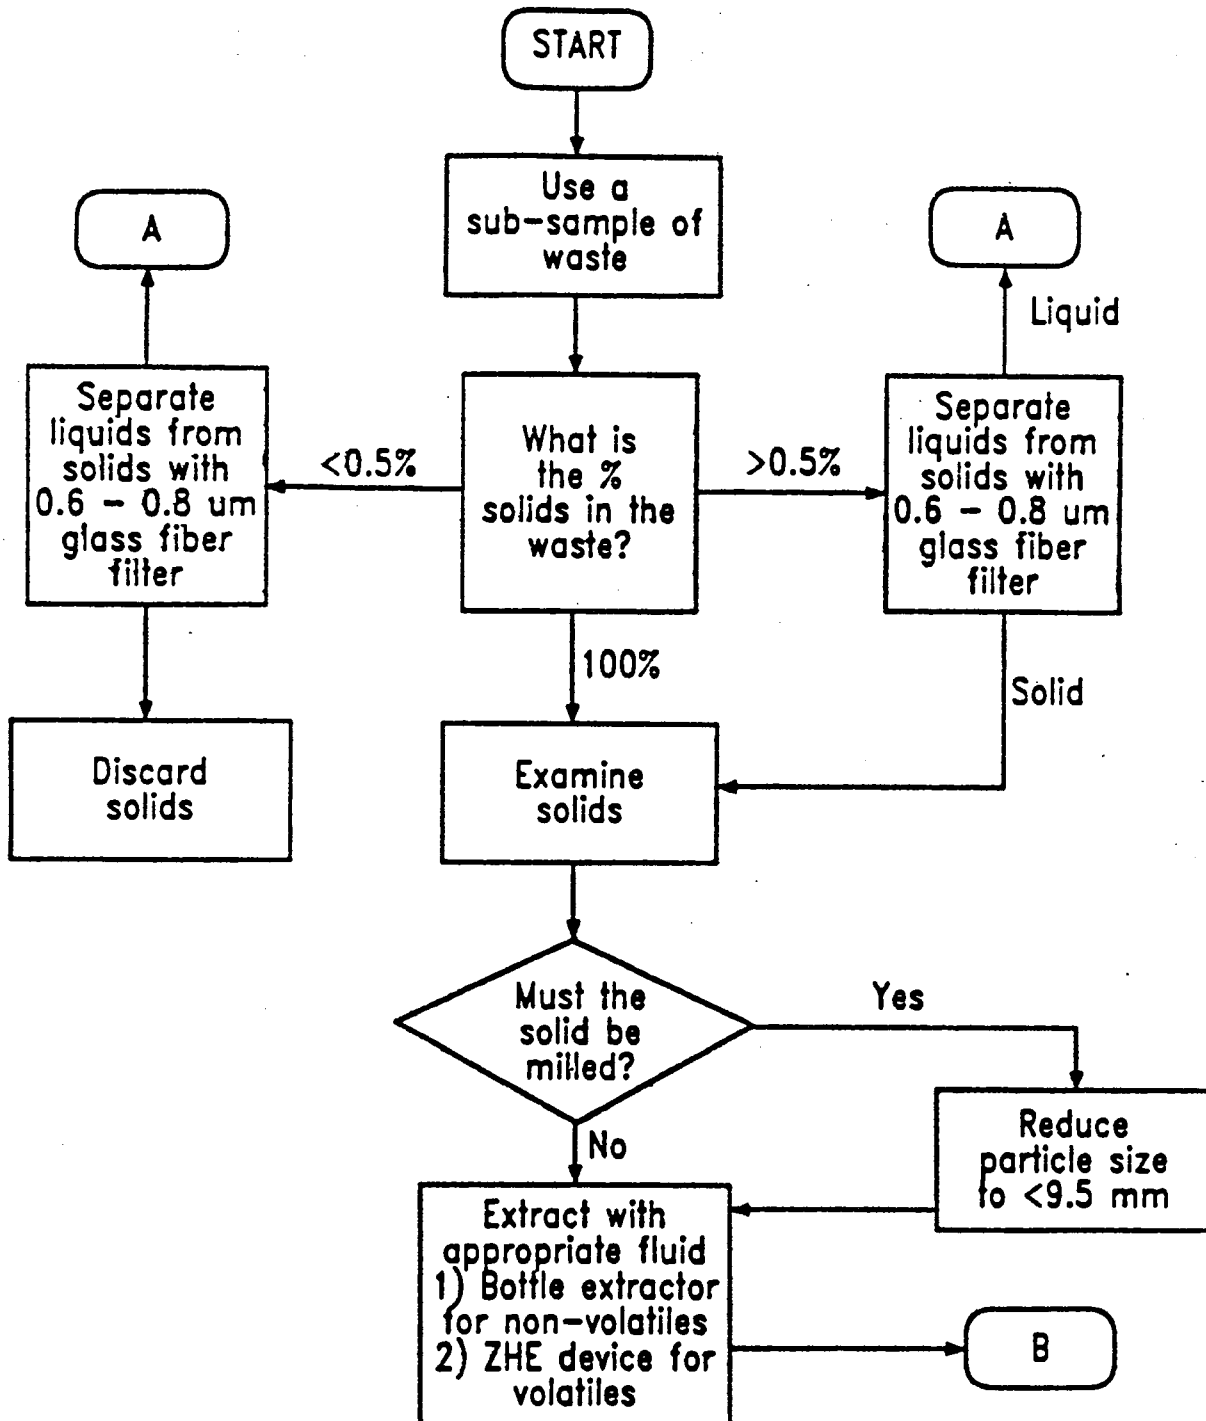 START
Use a
sub-sample of
waste
A
A
Liquid
Separate
liquids from
solids with
0.6 - 0.8 um
glass fiber
filter
<0.5%
What is
the %
solids in the
waste?
>0.5%
Separate
liquids from
solids with
0.6 - 0.8 um
glass fiber
filter
100%
Solid
Discard
solids
Examine
solids
Must the
solid be
milled?
Yes
No
Reduce
particle size
to <9.5 mm
Extract with
appropriate fluid
1) Bottle extractor
for non-volatiles
2) ZHE device for
volatiles
B